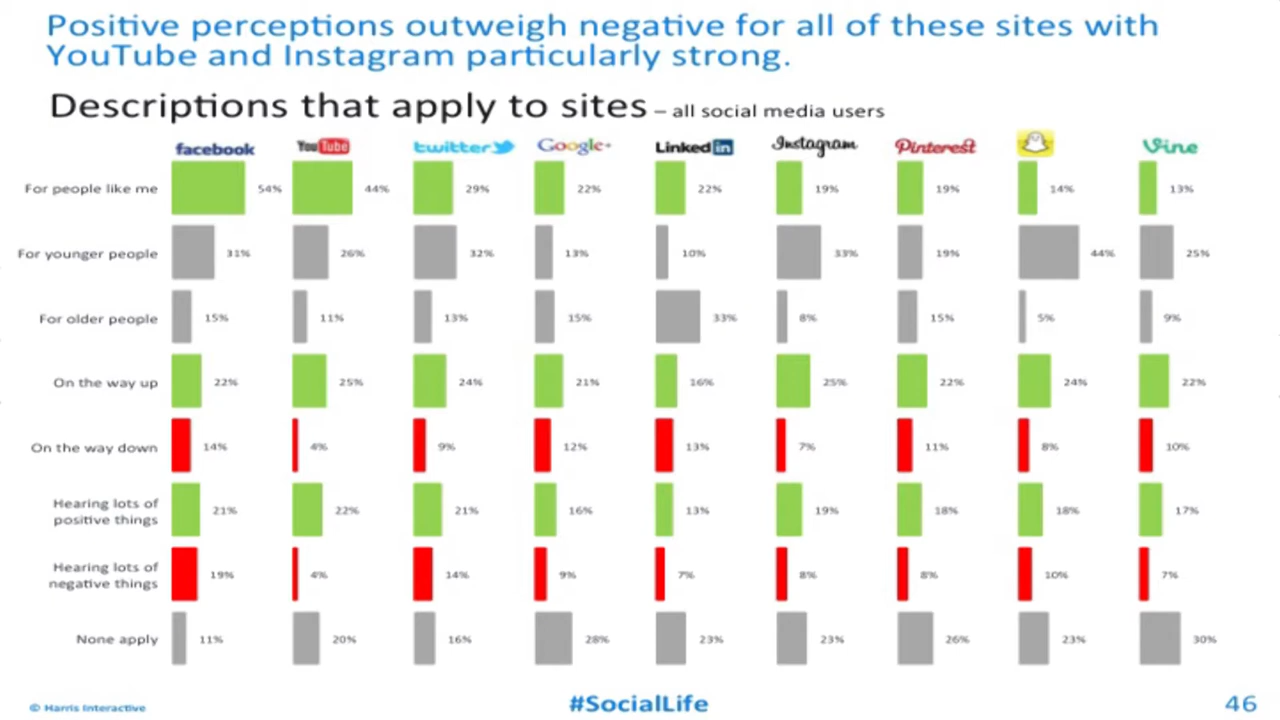 Positive perceptions outweigh negative for all of these sites with
YouTube and Instagram particularly strong.
Descriptions that apply to sites – all social media users
facebook YouTube twitter Google+ Linked in Instagram Pinterest Vine
For people like me 54% 44% 29% 22% 22% 19% 19% 14% 13%
For younger people 31% 26% 32% 13% 10% 33% 19% 44% 25%
For older people 15% 11% 13% 15% 33% 8% 15% 5% 9%
On the way up 22% 25% 24% 21% 16% 25% 22% 24% 22%
On the way down 14% 4% 9% 12% 13% 7% 11% 8% 10%
Hearing lots of
positive things 21% 22% 21% 16% 13% 19% 18% 18% 17%
Hearing lots of
negative things 19% 4% 14% 9% 7% 8% 8% 10% 7%
None apply 11% 20% 16% 28% 23% 23% 26% 23% 30%
© Harris Interactive #SocialLife 46